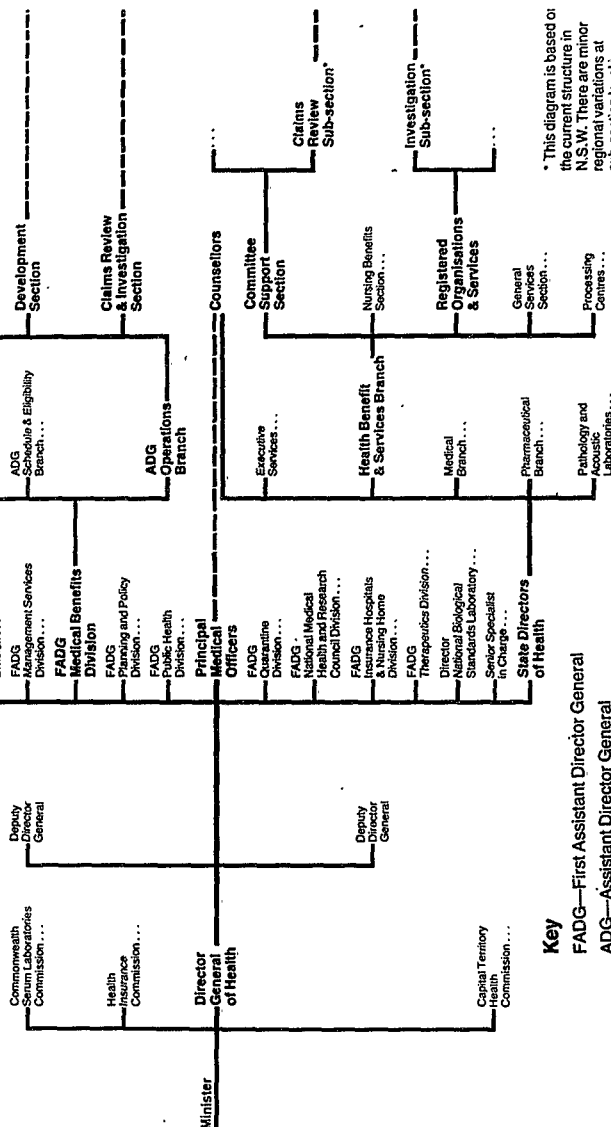 Minister
Commonwealth
Serum Laboratories
Commission...
Health
Insurance
Commission...
Director
General
of Health
Capital Territory
Health
Commission...
Deputy
Director
General
Deputy
Director
General
FADG
Management Services
Division...
FADG
Medical Benefits
Division
FADG
Planning and Policy
Division...
FADG
Public Health
Division...
Principal
Medical
Officers
FADG
Quarantine
Division...
FADG
National Medical
Health and Research
Council Division...
FADG
Insurance Hospitals
& Nursing Home
Division...
FADG
Therapeutics Division...
Director
National Biological
Standards Laboratory...
Senior Specialist
in Charge...
State Directors
of Health
ADG
Schedule & Eligibility
Branch...
ADG
Operations
Branch
Executive
Services...
Health Benefit
& Services Branch
Medical
Branch...
Pharmaceutical
Branch...
Pathology and
Acoustic
Laboratories...
Development
Section
Claims Review
& Investigation
Section
Counsellors
Committee
Support
Section
Nursing Benefits
Section...
Registered
Organisations
& Services
General
Services
Section...
Processing
Centres...
...
Claims
Review
Sub-section*
Investigation
Sub-section*
...
* This diagram is based
the current structure in
N.S.W. There are minor
regional variations at
Key
FADG—First Assistant Director General
ADG—Assistant Director General